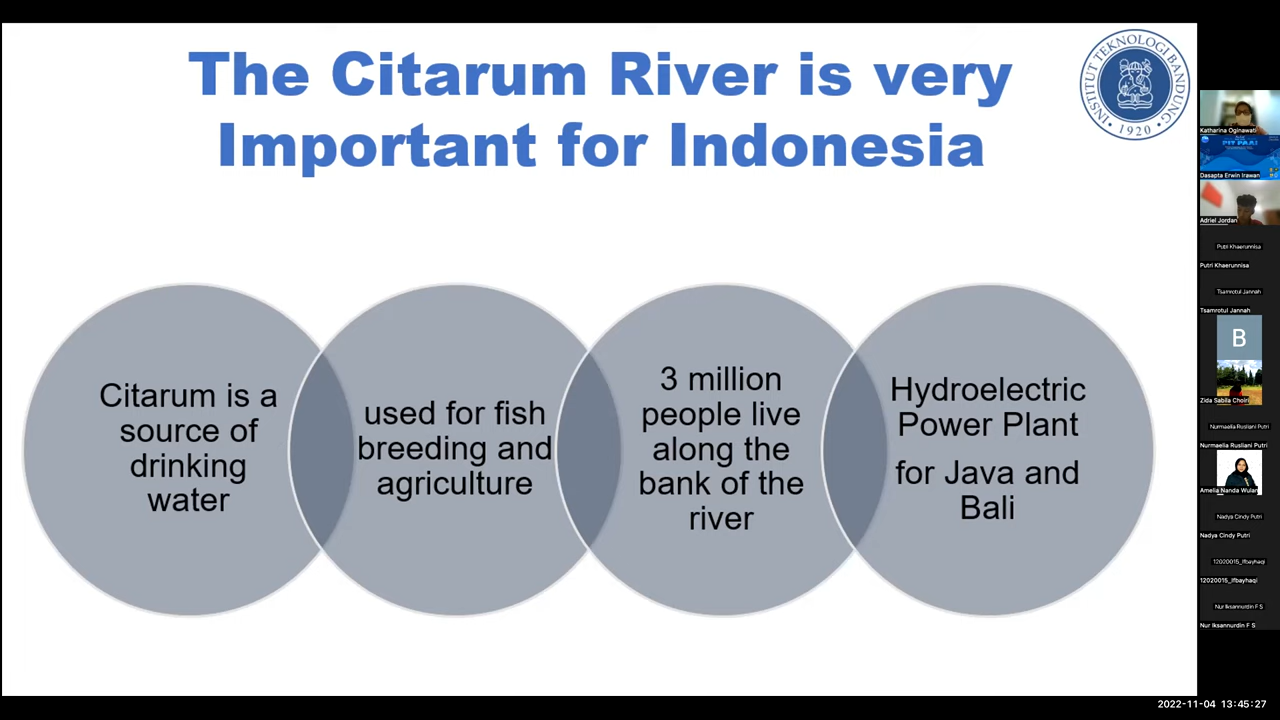 The Citarum River is very
Important for Indonesia
INSTITUT TEKNOLOGI BANDUNG
1920
Citarum is a
source of
drinking
water
used for fish
breeding and
agriculture
3 million
people live
along the
bank of the
river
Hydroelectric
Power Plant
for Java and
Bali
Katharina Oginawati
PIT PAAI
Dasapta Erwin Irawan
Adriel Jordan
Putri Khaerunnisa
Putri Khaerunnisa
Tsamrotul Jannah
Tsamrotul Jannah
B
Zida Sabila Choiri
Nurmaelia Rusliani Putri
Nurmaelia Rusliani Putri
Amelia Nanda Wulan
Nadya Cindy Putri
Nadya Cindy Putri
12020015_Ifbayhaqi
12020015_Ifbayhaqi
Nur Iksannurdin F S
Nur Iksannurdin F S
2022-11-04 13:45:27